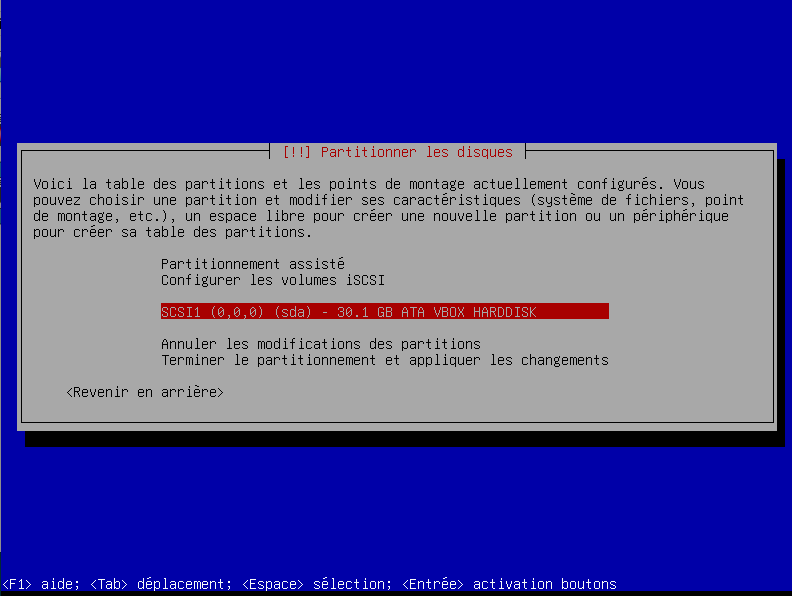 [!!] Partitionner les disques
Voici la table des partitions et les points de montage actuellement configurés. Vous
pouvez choisir une partition et modifier ses caractéristiques (système de fichiers, point
de montage, etc.), un espace libre pour créer une nouvelle partition ou un périphérique
pour créer sa table des partitions.
Partitionnement assisté
Configurer les volumes iSCSI
SCSI1 (0,0,0) (sda) - 30.1 GB ATA VBOX HARDDISK
Annuler les modifications des partitions
Terminer le partitionnement et appliquer les changements
<Revenir en arrière>
<F1> aide; <Tab> déplacement; <Espace> sélection; <Entrée> activation boutons